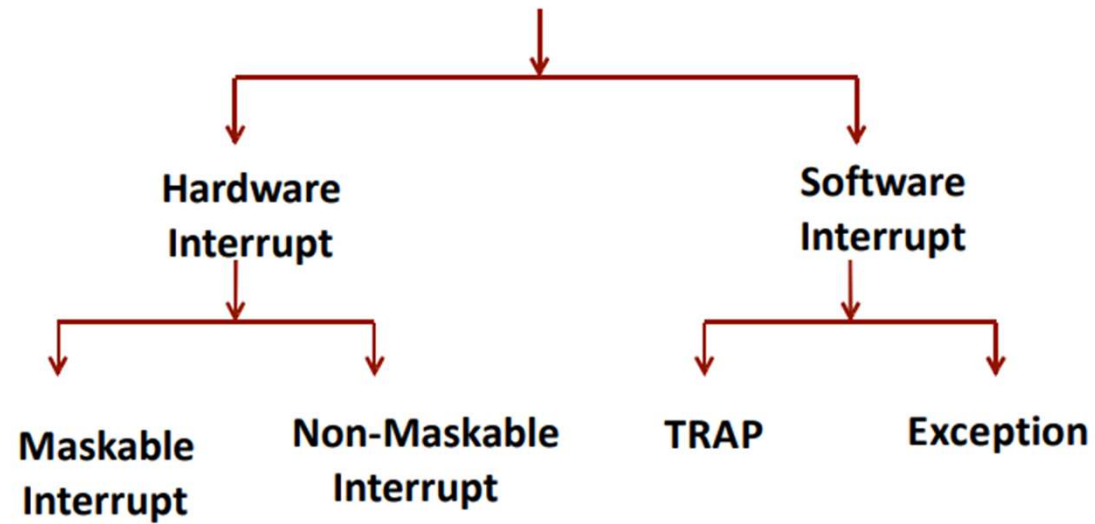 Hardware
Interrupt
Software
Interrupt
Maskable
Interrupt
Non-Maskable
Interrupt
TRAP
Exception